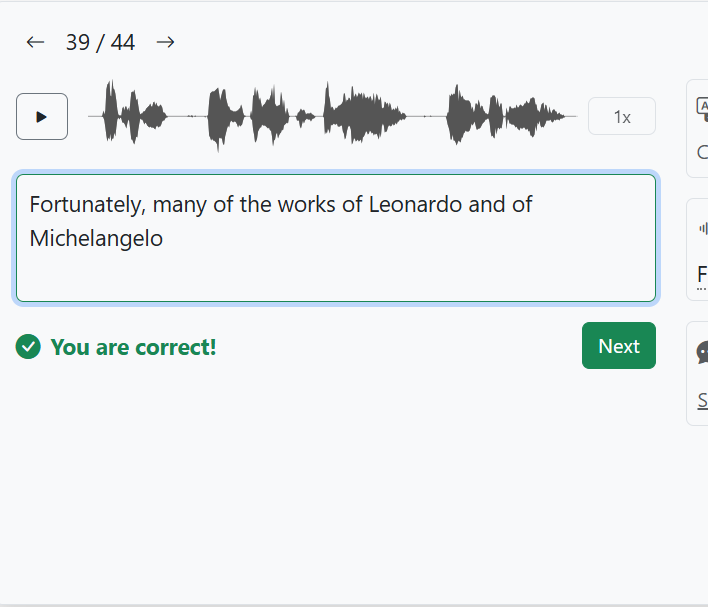 ← 39 / 44 →
1x
Fortunately, many of the works of Leonardo and of
Michelangelo
You are correct!
Next
A
C
F
S